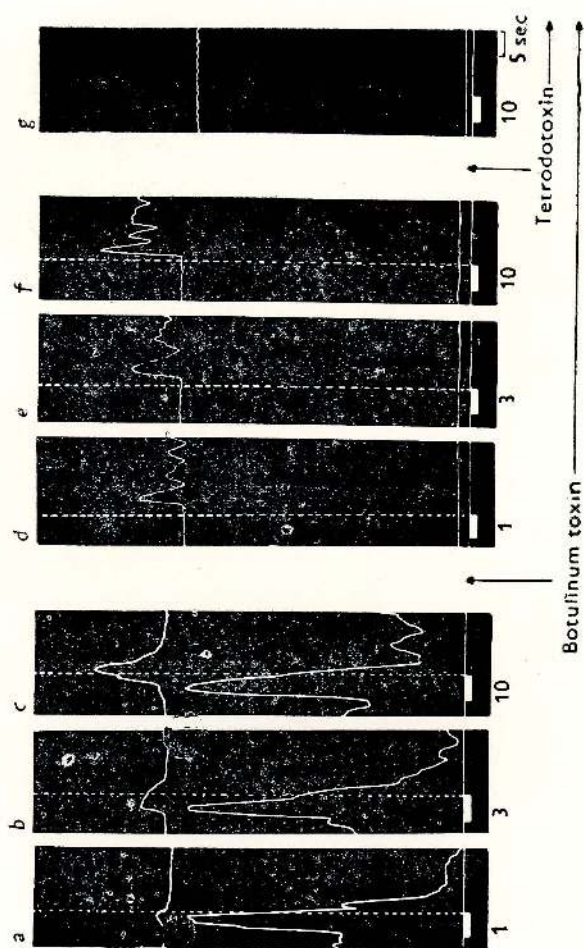 a b c d e f g
1 3 10 1 3 10 10
5 sec
Tetrodotoxin
Botulinum toxin